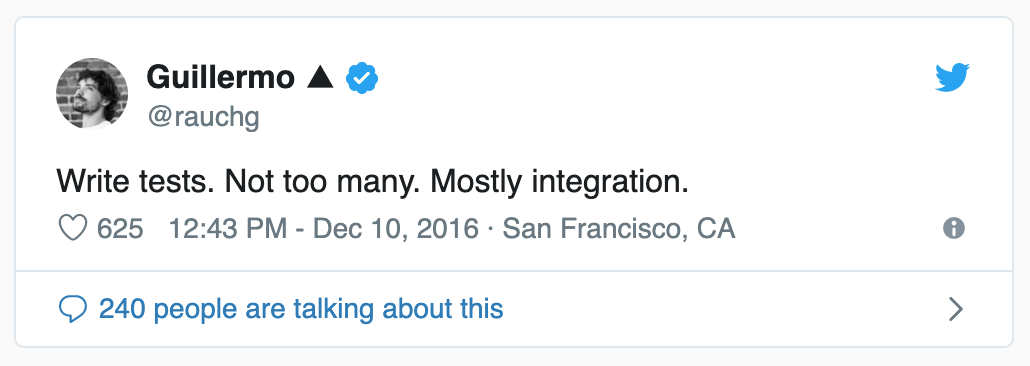 Guillermo ▲
@rauchg
Write tests. Not too many. Mostly integration.
625 12:43 PM - Dec 10, 2016 · San Francisco, CA
240 people are talking about this